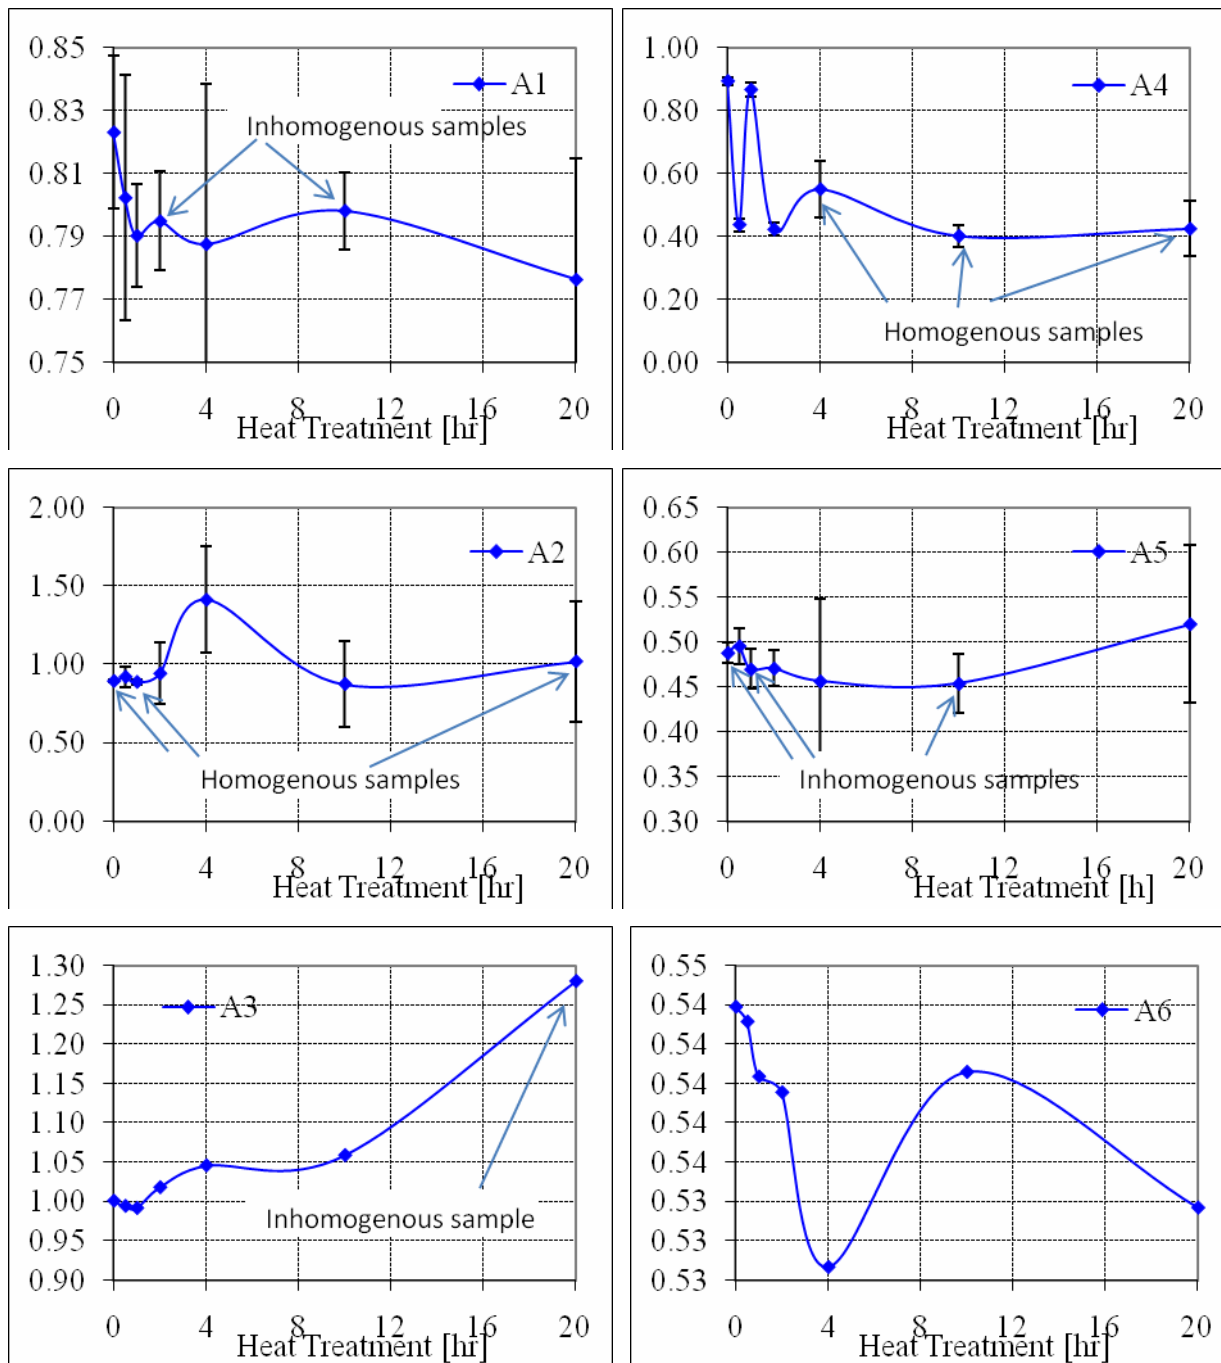 0.85
0.83
0.81
0.79
0.77
0.75
A1
Inhomogenous samples
0 4 8 12 16 20
Heat Treatment [hr]
1.00
0.80
0.60
0.40
0.20
0.00
A4
Homogenous samples
0 4 8 12 16 20
Heat Treatment [hr]
2.00
1.50
1.00
0.50
0.00
A2
Homogenous samples
0 4 8 12 16 20
Heat Treatment [hr]
0.65
0.60
0.55
0.50
0.45
0.40
0.35
0.30
A5
Inhomogenous samples
0 4 8 12 16 20
Heat Treatment [h]
1.30
1.25
1.20
1.15
1.10
1.05
1.00
0.95
0.90
A3
Inhomogenous sample
0 4 8 12 16 20
Heat Treatment [hr]
0.55
0.54
0.54
0.54
0.54
0.54
0.53
0.53
0.53
A6
0 4 8 12 16 20
Heat Treatment [hr]